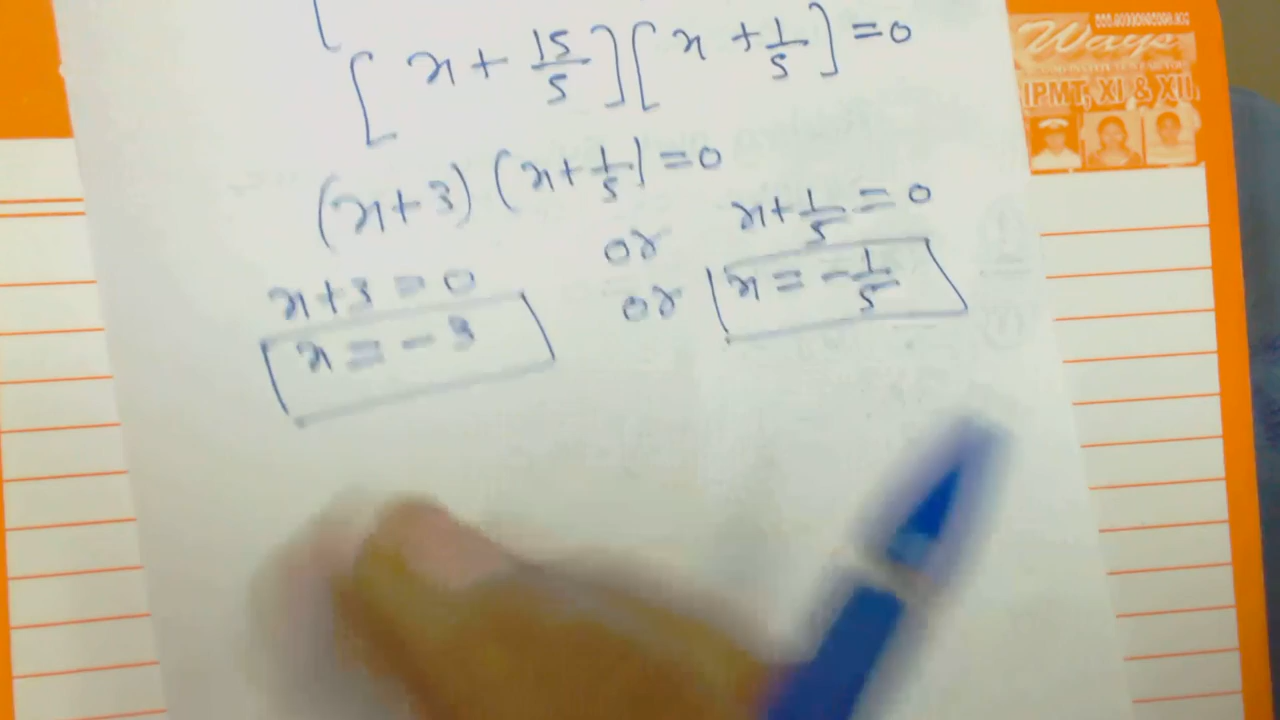 [x + 15/5][x + 1/5] = 0
(x+3) (x+1/5) = 0
x+3 = 0 or x+1/5 = 0
x = -3 or x = -1/5
Ways
IPMT, XI & XII.